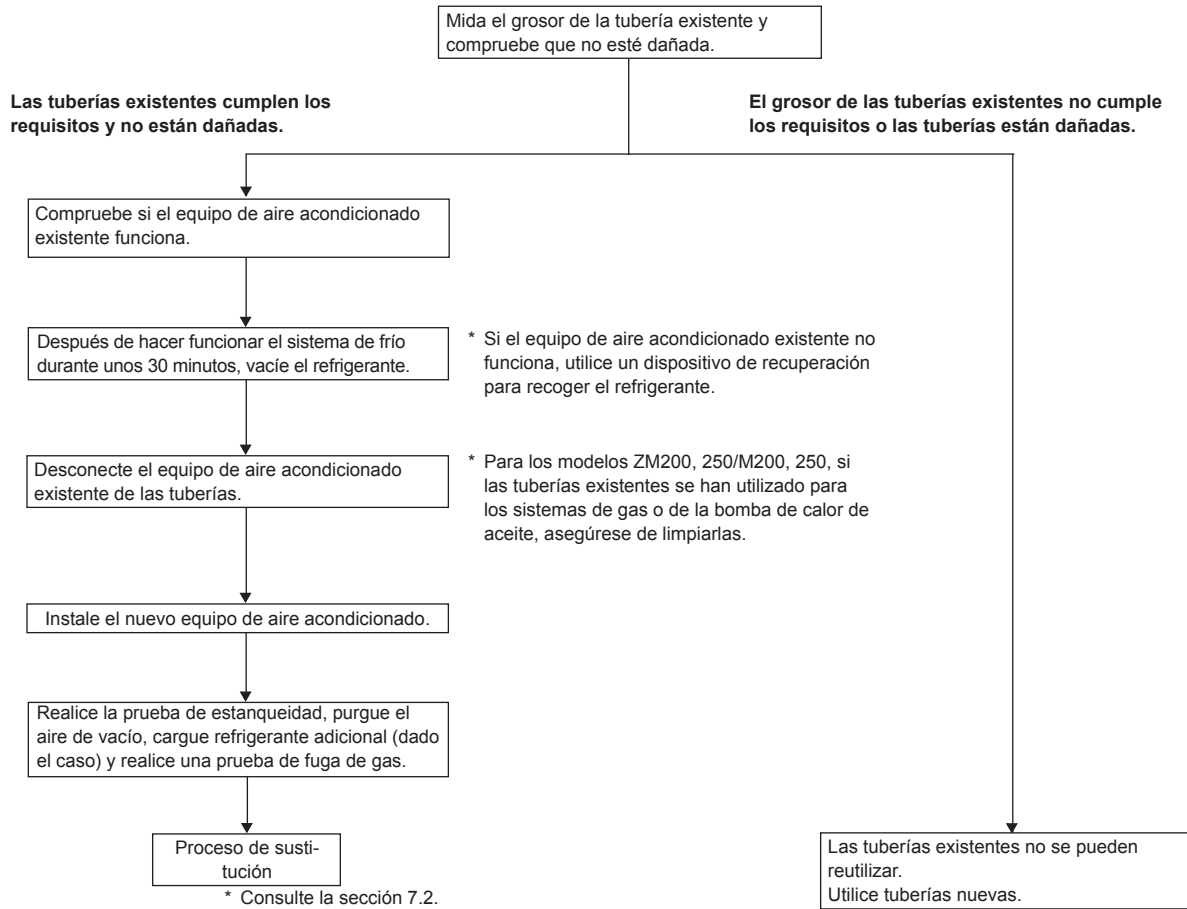 Mida el grosor de la tubería existente y
compruebe que no esté dañada.
Las tuberías existentes cumplen los
requisitos y no están dañadas.
El grosor de las tuberías existentes no cumple
los requisitos o las tuberías están dañadas.
Compruebe si el equipo de aire acondicionado
existente funciona.
Después de hacer funcionar el sistema de frío
durante unos 30 minutos, vacíe el refrigerante.
* Si el equipo de aire acondicionado existente no
funciona, utilice un dispositivo de recuperación
para recoger el refrigerante.
Desconecte el equipo de aire acondicionado
existente de las tuberías.
* Para los modelos ZM200, 250/M200, 250, si
las tuberías existentes se han utilizado para
los sistemas de gas o de la bomba de calor de
aceite, asegúrese de limpiarlas.
Instale el nuevo equipo de aire acondicionado.
Realice la prueba de estanqueidad, purgue el
aire de vacío, cargue refrigerante adicional (dado
el caso) y realice una prueba de fuga de gas.
Proceso de susti-
tución
* Consulte la sección 7.2.
Las tuberías existentes no se pueden
reutilizar.
Utilice tuberías nuevas.